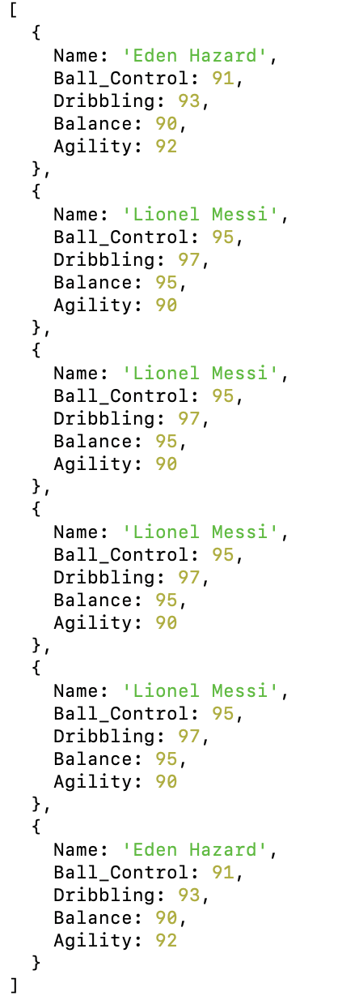 [
  {
    Name: 'Eden Hazard',
    Ball_Control: 91,
    Dribbling: 93,
    Balance: 90,
    Agility: 92
  },
  {
    Name: 'Lionel Messi',
    Ball_Control: 95,
    Dribbling: 97,
    Balance: 95,
    Agility: 90
  },
  {
    Name: 'Lionel Messi',
    Ball_Control: 95,
    Dribbling: 97,
    Balance: 95,
    Agility: 90
  },
  {
    Name: 'Lionel Messi',
    Ball_Control: 95,
    Dribbling: 97,
    Balance: 95,
    Agility: 90
  },
  {
    Name: 'Lionel Messi',
    Ball_Control: 95,
    Dribbling: 97,
    Balance: 95,
    Agility: 90
  },
  {
    Name: 'Eden Hazard',
    Ball_Control: 91,
    Dribbling: 93,
    Balance: 90,
    Agility: 92
  }
]